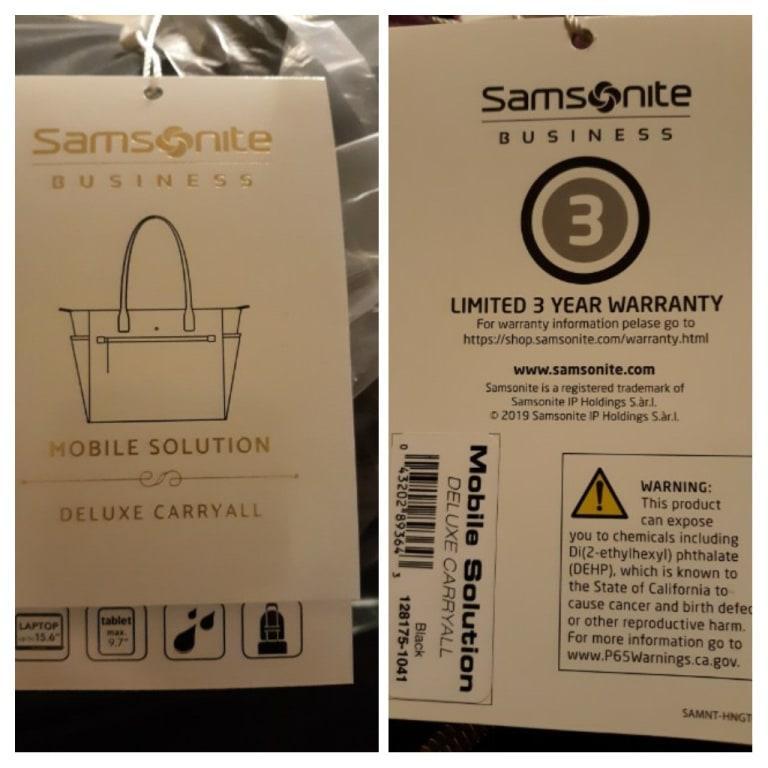 Samsonite
BUSINESS
MOBILE SOLUTION
DELUXE CARRYALL
LAPTOP
15.6"
tablet
max.
9.7"
Samsonite
BUSINESS
3
LIMITED 3 YEAR WARRANTY
For warranty information pelase go to
https://shop.samsonite.com/warranty.html
www.samsonite.com
Samsonite is a registered trademark of
Samsonite IP Holdings S.àr.l.
© 2019 Samsonite IP Holdings S.àr.l.
Mobile Solution
DELUXE CARRYALL
0 43202 89364 3
Black
128175-1041
WARNING:
This product
can expose
you to chemicals including
Di(2-ethylhexyl) phthalate
(DEHP), which is known to
the State of California to
cause cancer and birth defec
or other reproductive harm.
For more information go to
www.P65Warnings.ca.gov.
SAMNT-HNGT